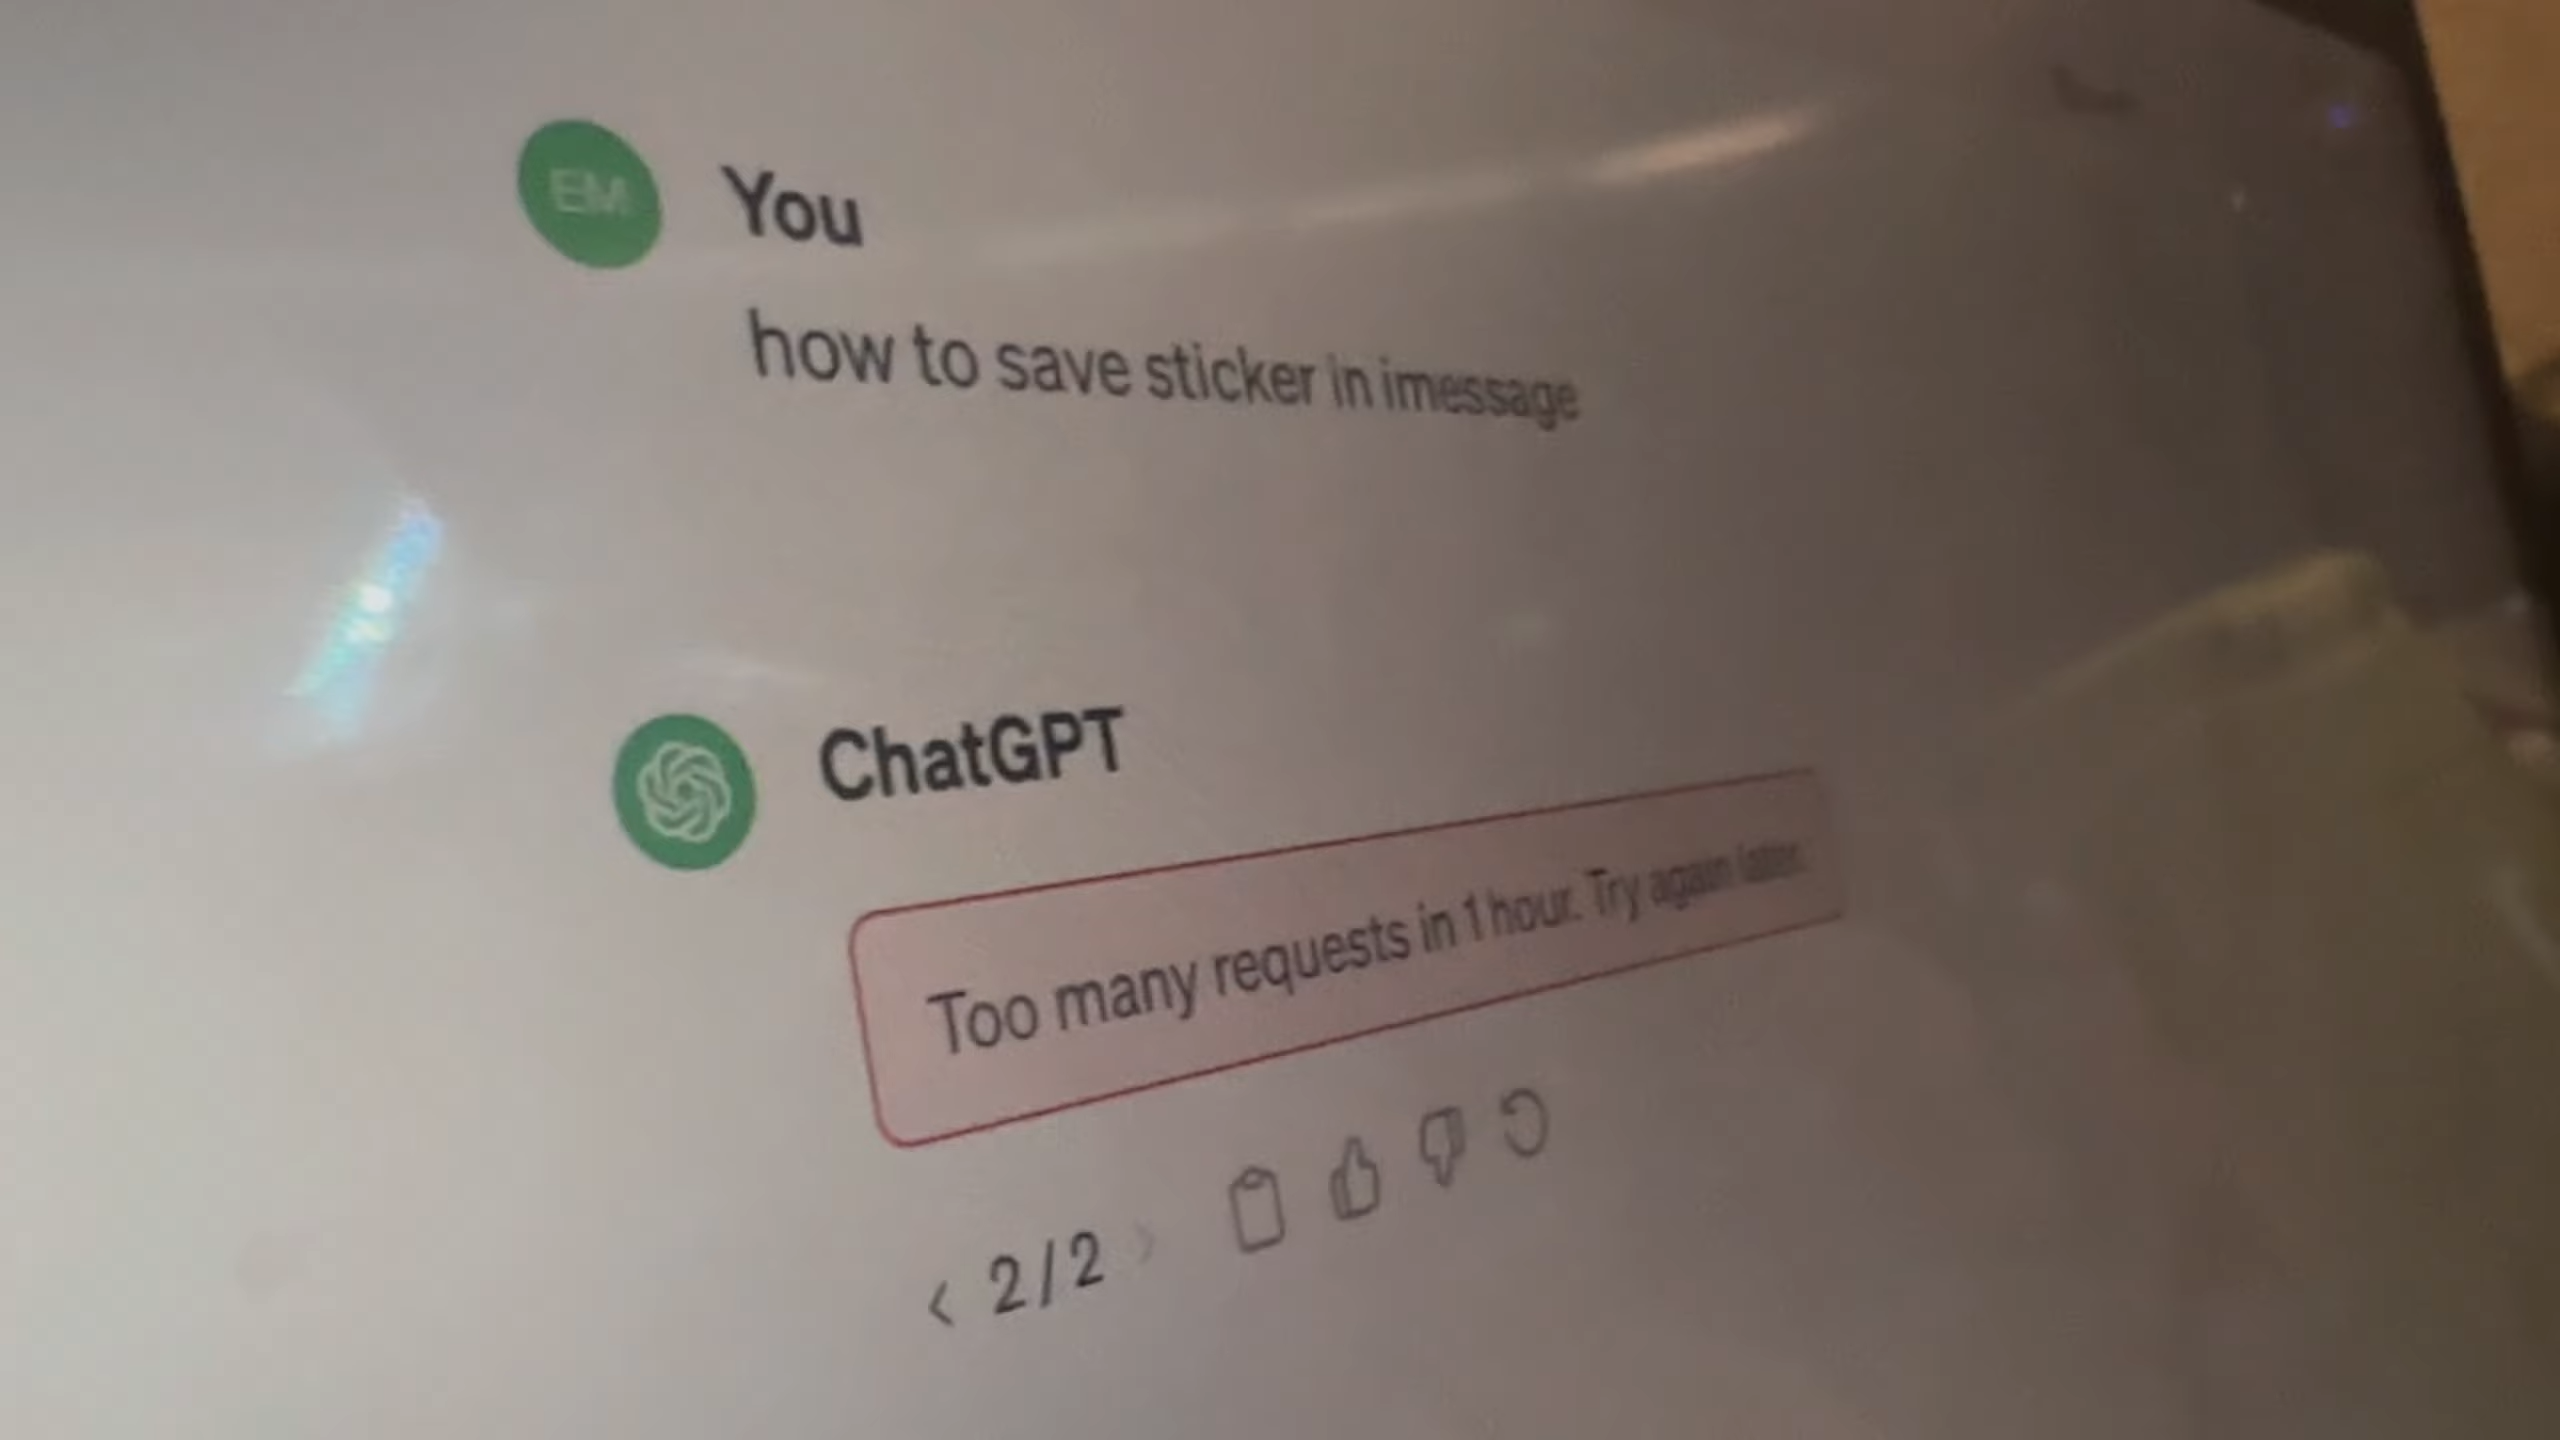 EM
You
how to save sticker in imessage
ChatGPT
Too many requests in 1 hour. Try again later.
< 2/2 >